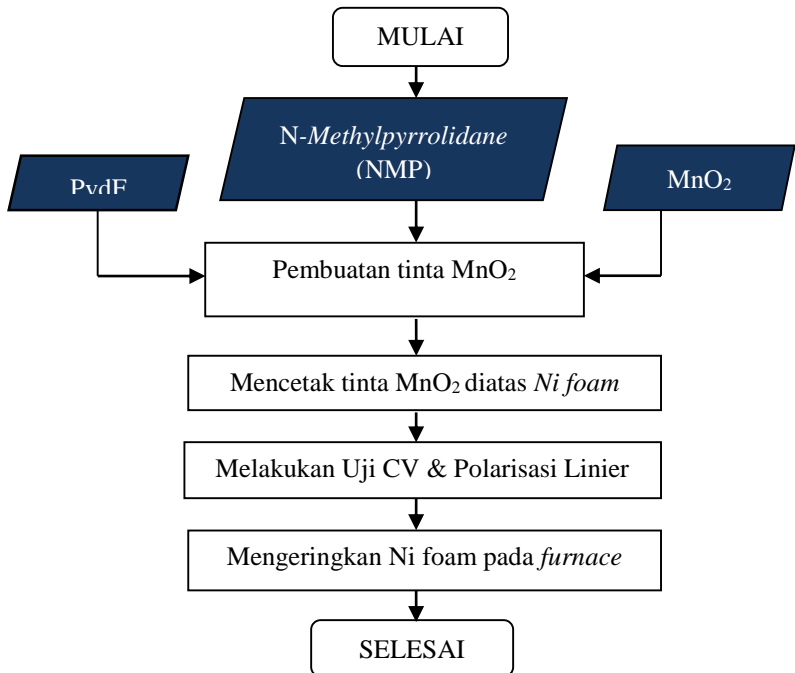 MULAI
N-Methylpyrrolidane
(NMP)
PvdF
MnO₂
Pembuatan tinta MnO₂
Mencetak tinta MnO₂ diatas Ni foam
Melakukan Uji CV & Polarisasi Linier
Mengeringkan Ni foam pada furnace
SELESAI